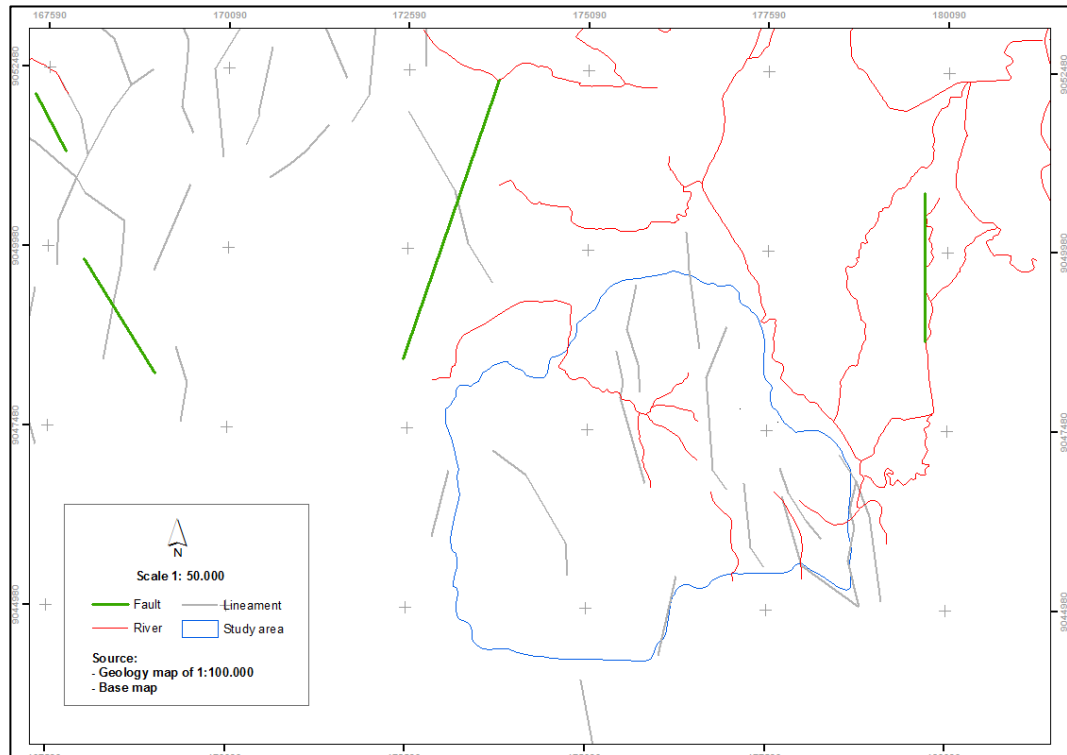 167590 170090 172590 175090 177590 180090
9052480
9052480
9049980
9049980
9047480
9047480
9044980
9044980
N
Scale 1: 50.000
Fault
Lineament
River
Study area
Source:
- Geology map of 1:100.000
- Base map